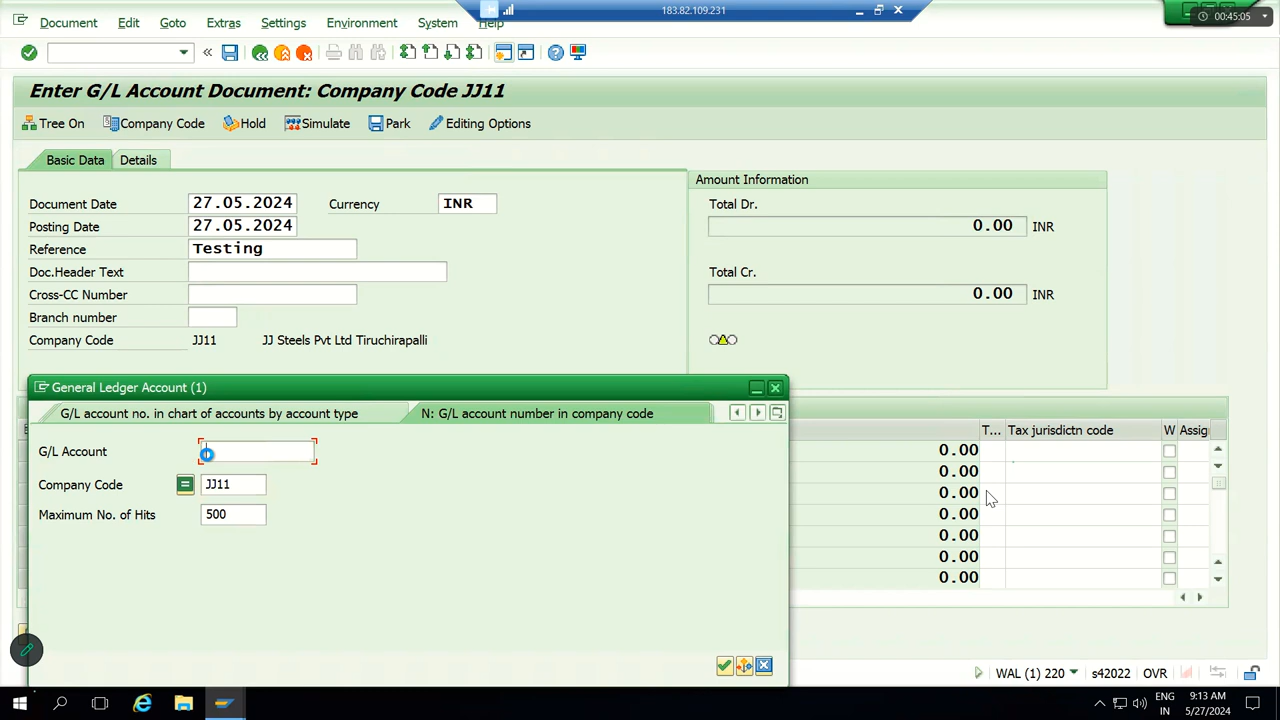 183.82.109.231
00:45:05
Document Edit Goto Extras Settings Environment System Help
Enter G/L Account Document: Company Code JJ11
Tree On Company Code Hold Simulate Park Editing Options
Basic Data Details
Amount Information
Document Date 27.05.2024 Currency INR
Total Dr.
Posting Date 27.05.2024
0.00 INR
Reference Testing
Doc.Header Text
Total Cr.
Cross-CC Number
0.00 INR
Branch number
Company Code JJ11 JJ Steels Pvt Ltd Tiruchirapalli
General Ledger Account (1)
G/L account no. in chart of accounts by account type N: G/L account number in company code
T... Tax jurisdictn code W Assig
G/L Account
0.00
0.00
Company Code = JJ11
0.00
Maximum No. of Hits 500
0.00
0.00
0.00
0.00
WAL (1) 220 s42022 OVR
ENG
IN
9:13 AM
5/27/2024